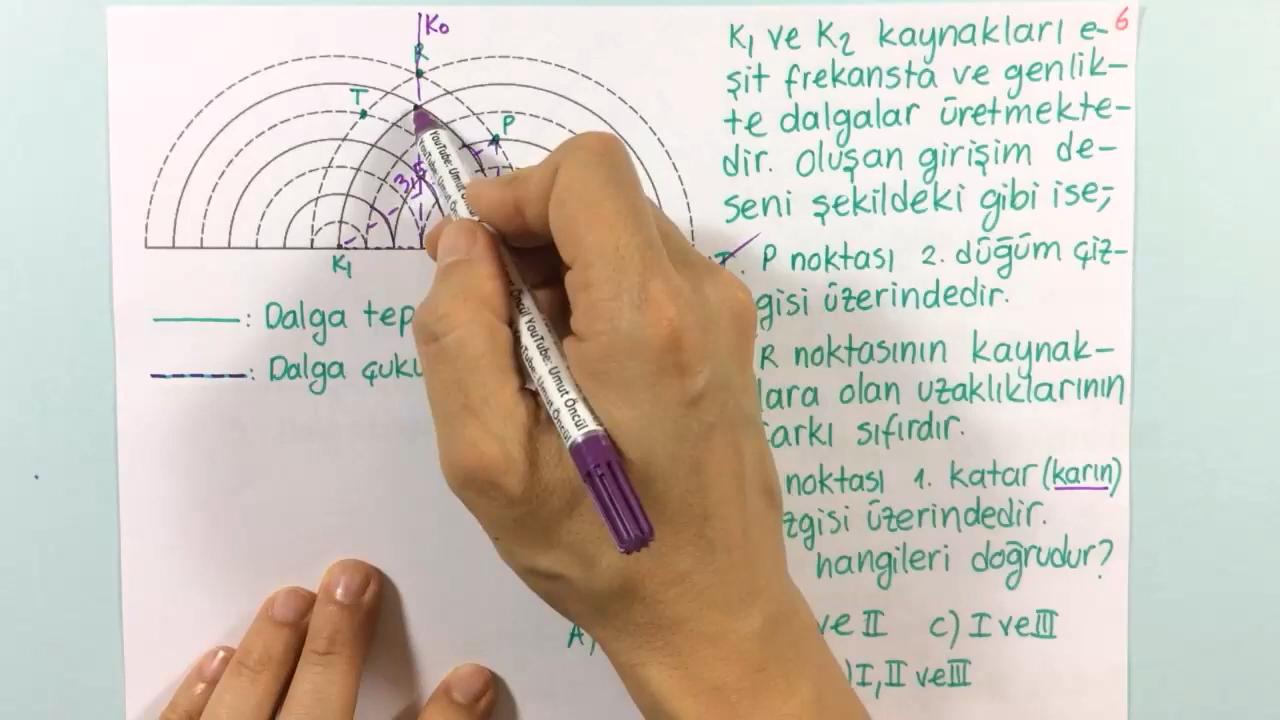 K0
R
T
P
K1
: Dalga tep
: Dalga çuku
6
K1 ve K2 kaynakları e-
şit frekansta ve genlik-
te dalgalar üretmekte-
dir. Oluşan girişim de-
seni şekildeki gibi ise;
I. P noktası 2. düğüm çiz-
gisi üzerindedir.
R noktasının kaynak-
lara olan uzaklıklarının
farkı sıfırdır.
noktası 1. katar (karın)
zgisi üzerindedir.
hangileri doğrudur?
A)
ve II C) I ve III
) I, II ve III
YouTube: Umut Öncül